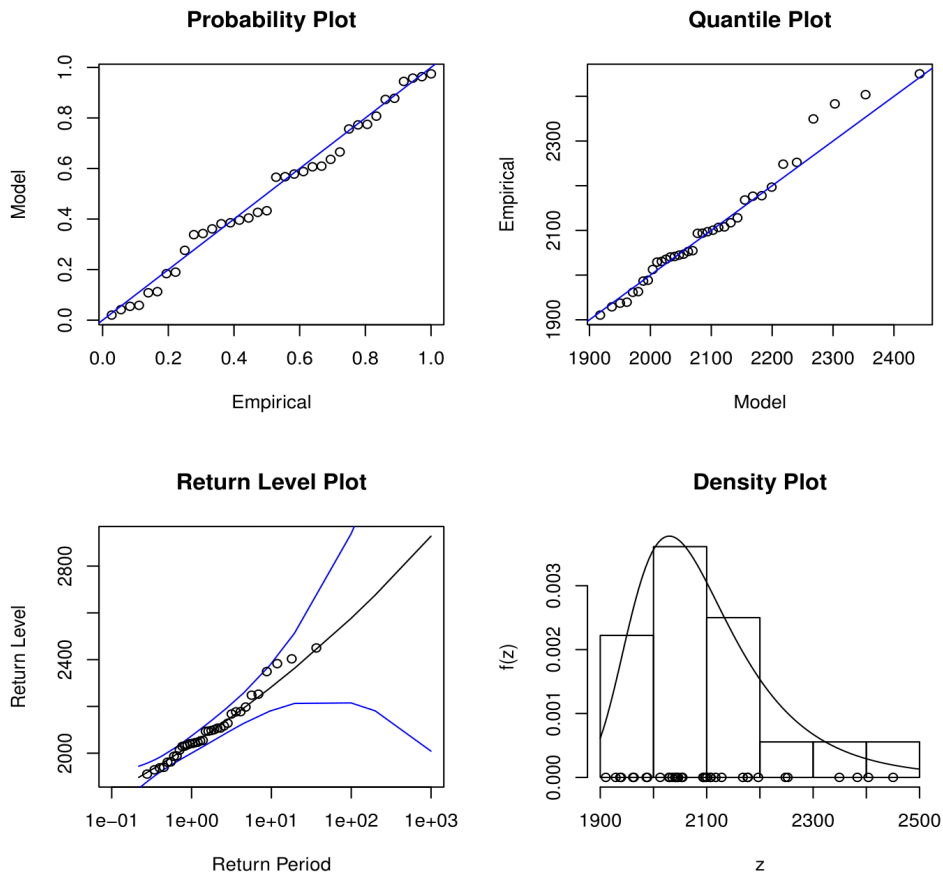 Probability Plot
Model
0.0 0.2 0.4 0.6 0.8 1.0
0.0 0.2 0.4 0.6 0.8 1.0
Empirical
Quantile Plot
Empirical
1900 2100 2300
1900 2000 2100 2200 2300 2400
Model
Return Level Plot
Return Level
2000 2400 2800
1e−01 1e+00 1e+01 1e+02 1e+03
Return Period
Density Plot
f(z)
0.000 0.001 0.002 0.003
1900 2100 2300 2500
z